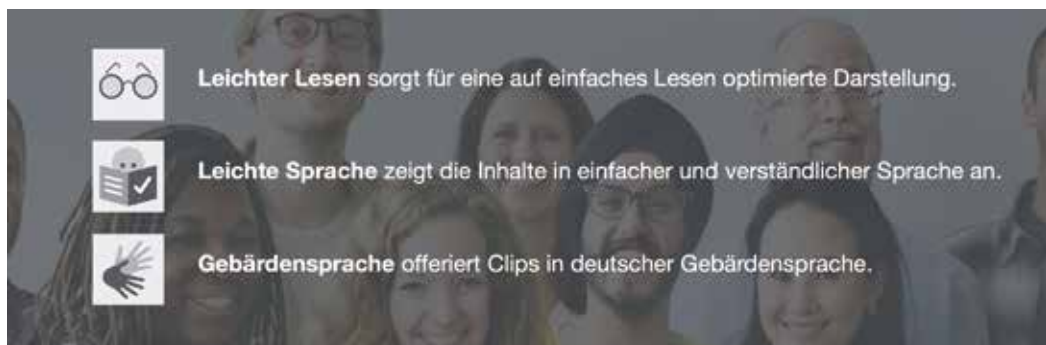 Leichter Lesen sorgt für eine auf einfaches Lesen optimierte Darstellung.
Leichte Sprache zeigt die Inhalte in einfacher und verständlicher Sprache an.
Gebärdensprache offeriert Clips in deutscher Gebärdensprache.